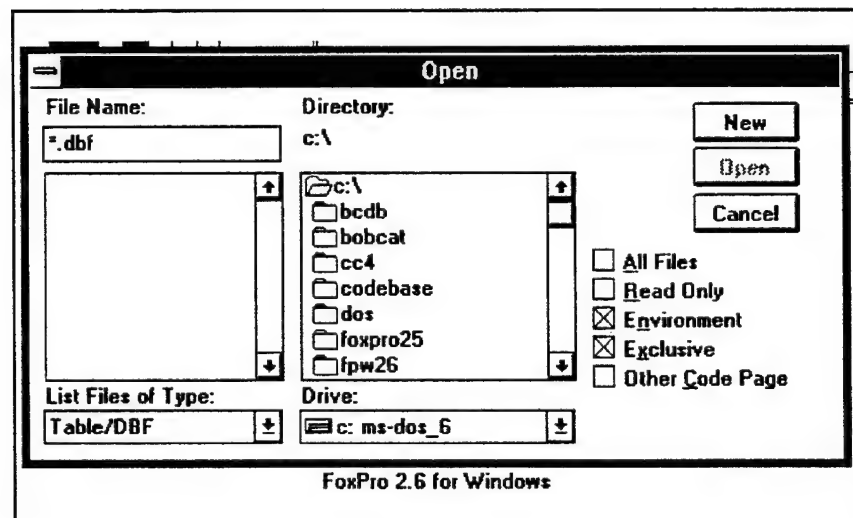 Open
File Name:
*.dbf
Directory:
c:\
c:\
bcdb
bobcat
cc4
codebase
dos
foxpro25
fpw26
List Files of Type:
Table/DBF
Drive:
c: ms-dos_6
New
Open
Cancel
All Files
Read Only
Environment
Exclusive
Other Code Page
FoxPro 2.6 for Windows